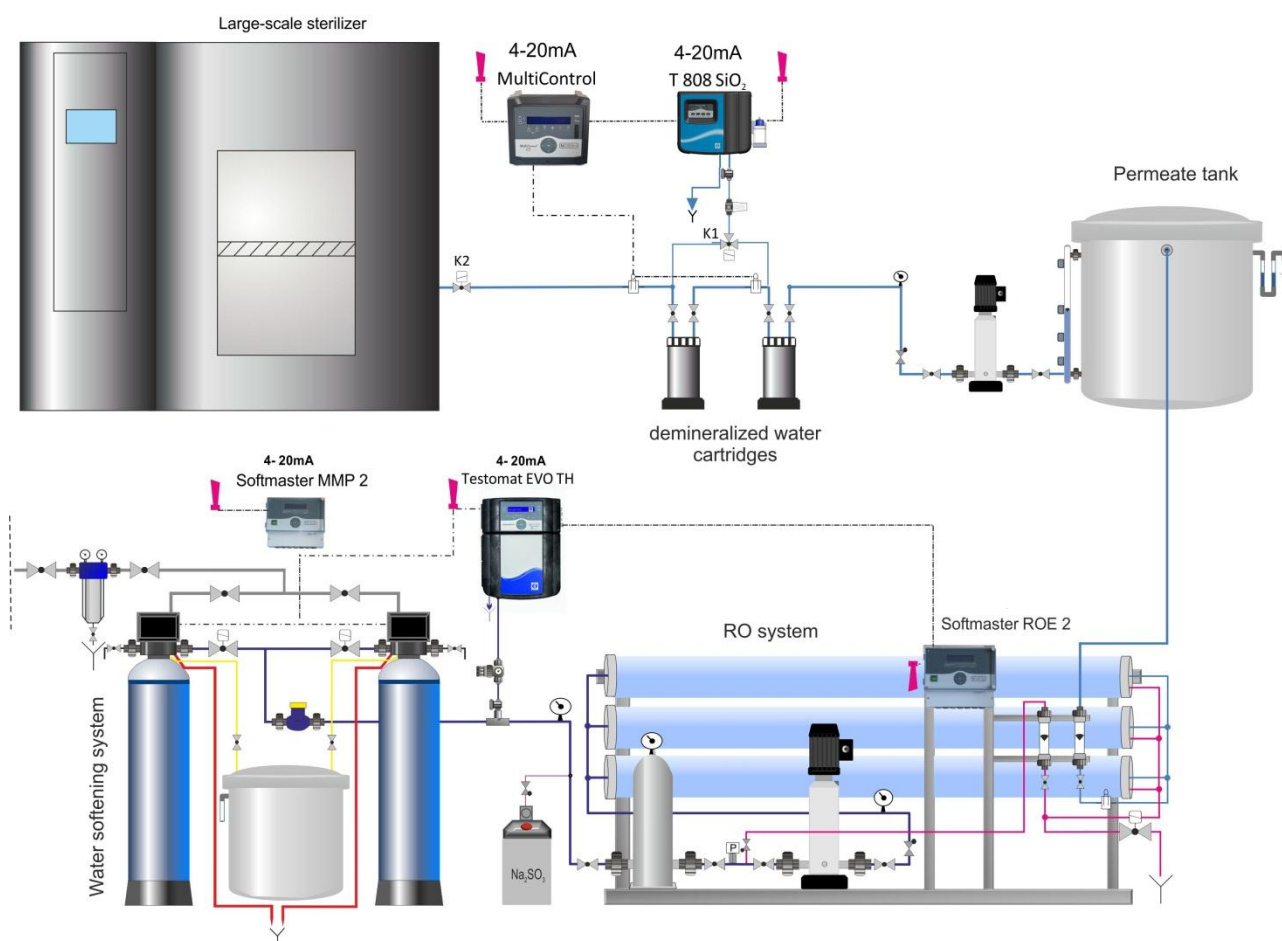 Large-scale sterilizer
4-20mA
MultiControl
4-20mA
T 808 SiO₂
Permeate tank
K1
K2
demineralized water
cartridges
4- 20mA
Softmaster MMP 2
4- 20mA
Testomat EVO TH
RO system
Softmaster ROE 2
Water softening system
P
Na₂SO₃